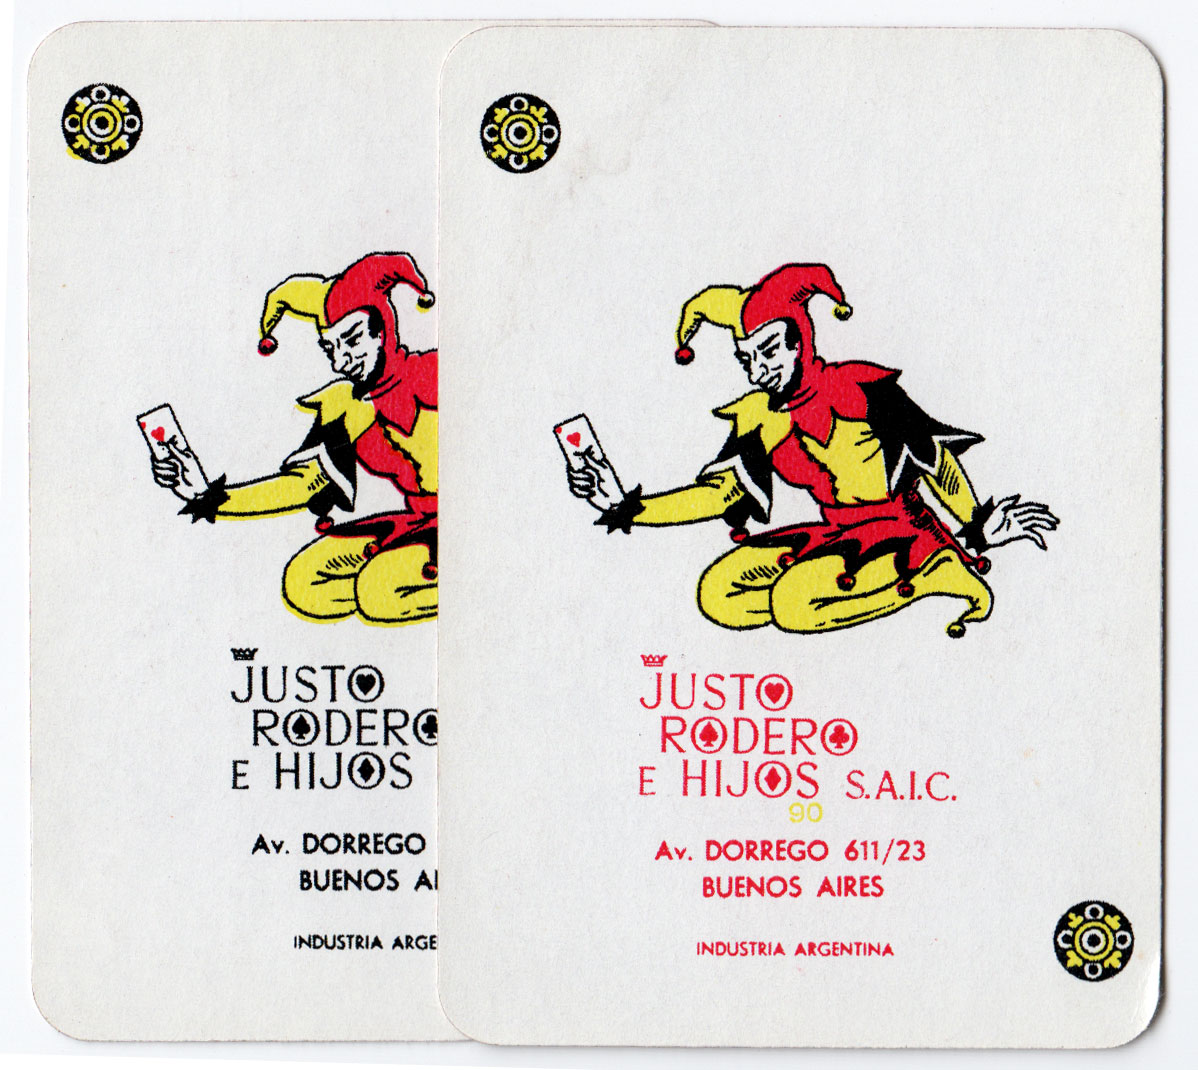 JUSTO
RODERO
E HIJOS
Av. DORREGO
BUENOS AI
INDUSTRIA ARGE
JUSTO
RODERO
E HIJOS S.A.I.C.
90
Av. DORREGO 611/23
BUENOS AIRES
INDUSTRIA ARGENTINA